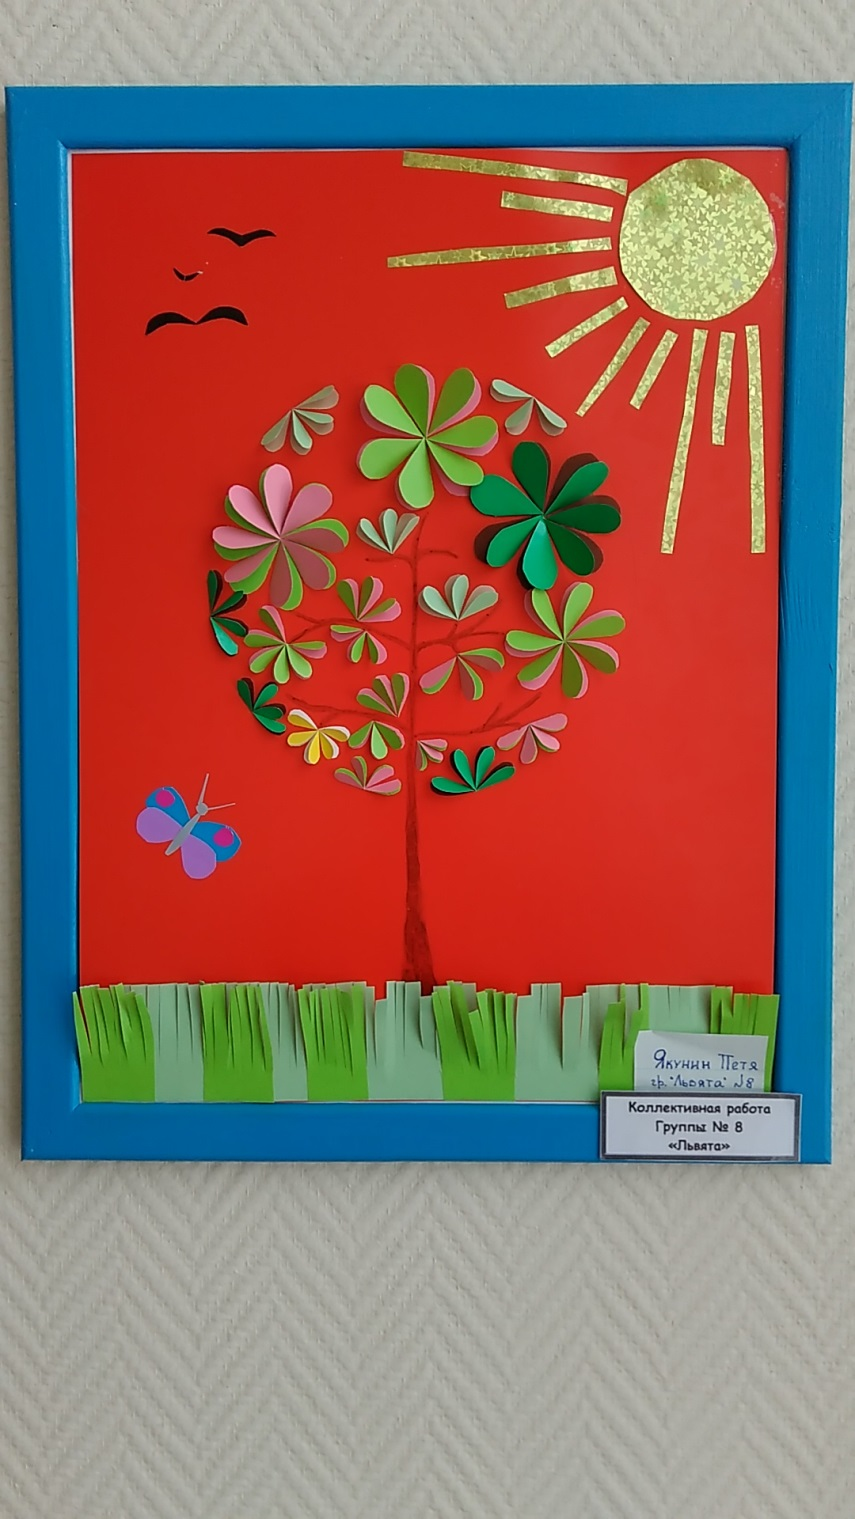 Якунин Петя
гр. "Львята" №8
Коллективная работа
Группы № 8
«Львята»